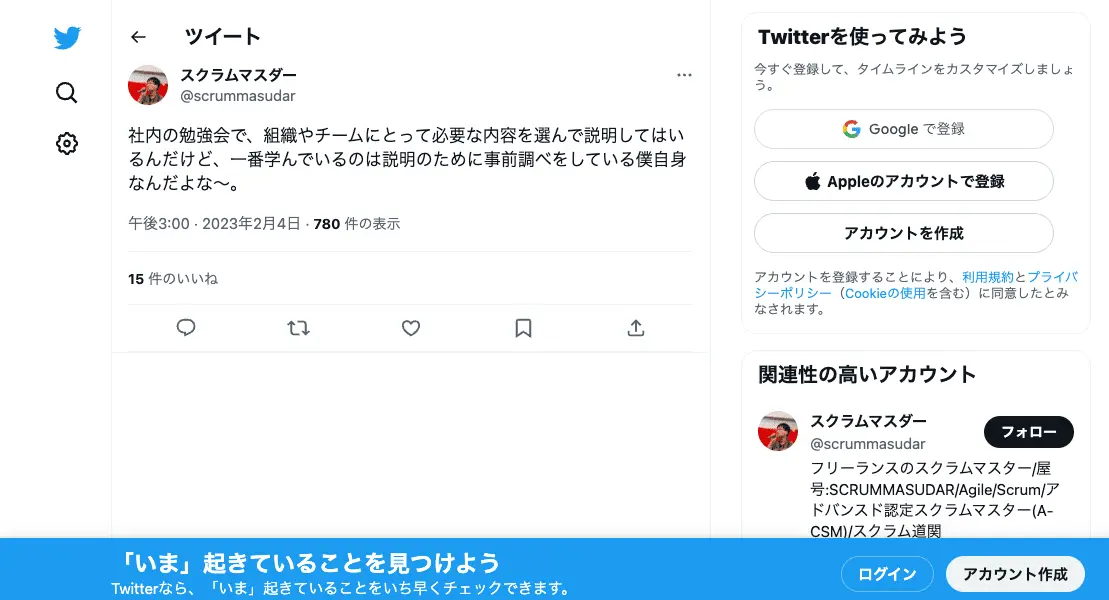 ツイート
スクラムマスダー
@scrummasudar
社内の勉強会で、組織やチームにとって必要な内容を選んで説明してはい
るんだけど、一番学んでいるのは説明のために事前調べをしている僕自身
なんだよな〜。
午後3:00 · 2023年2月4日 · 780 件の表示
15 件のいいね
Twitterを使ってみよう
今すぐ登録して、タイムラインをカスタマイズしましょ
う。
Google で登録
Appleのアカウントで登録
アカウントを作成
アカウントを登録することにより、利用規約とプライバ
シーポリシー（Cookieの使用を含む）に同意したとみ
なされます。
関連性の高いアカウント
スクラムマスダー
@scrummasudar
フォロー
フリーランスのスクラムマスター/屋
号:SCRUMMASUDAR/Agile/Scrum/ア
ドバンスド認定スクラムマスター(A-
CSM)/スクラム道関
「いま」起きていることを見つけよう
Twitterなら、「いま」起きていることをいち早くチェックできます。
ログイン
アカウント作成